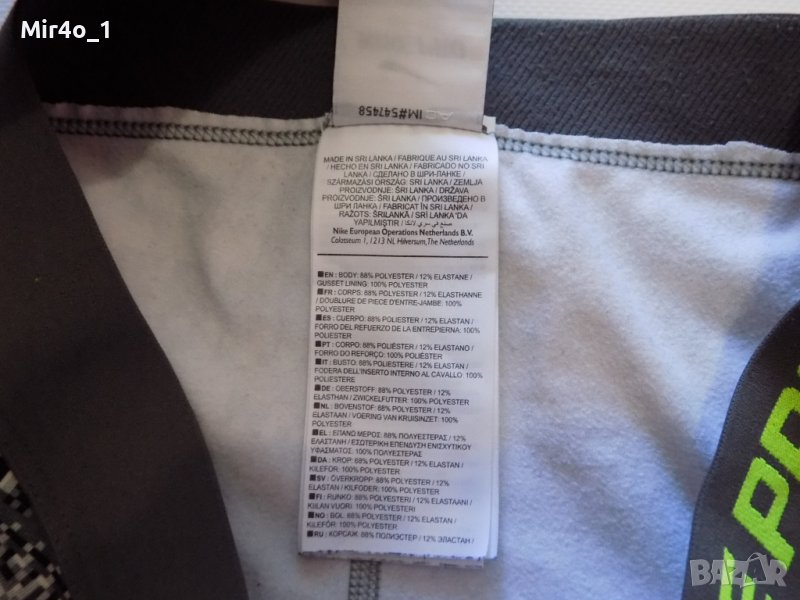 Mir4o_1
IM#547458
MADE IN SRI LANKA / FABRIQUE AU SRI LANKA
/ HECHO EN SRI LANKA / FABRICADO NO SRI
LANKA / СДЕЛАНО В ШРИ-ЛАНКЕ /
SZÁRMAZÁSI ORSZÁG: SRI LANKA / ZEMLJA
PROIZVODNJE: ŠRI LANKA / DRŽAVA
PROIZVODNJE: ŠRI LANKA / ПРОИЗВЕДЕНО В
ШРИ ЛАНКА / FABRICAT ÎN SRI LANKA /
RAŽOTS: ŠRILANKĀ / SRI LANKA'DA
YAPILMIŞTIR / صنع في سري لانكا
Nike European Operations Netherlands B.V.
Colosseum 1, 1213 NL Hilversum, The Netherlands
EN : BODY: 88% POLYESTER / 12% ELASTANE /
GUSSET LINING: 100% POLYESTER
FR : CORPS: 88% POLYESTER / 12% ELASTHANNE
/ DOUBLURE DE PIECE D'ENTRE-JAMBE: 100%
POLYESTER
ES : CUERPO: 88% POLIÉSTER / 12% ELASTANO /
FORRO DEL REFUERZO DE LA ENTREPIERNA: 100%
POLIÉSTER
PT : CORPO: 88% POLIÉSTER / 12% ELASTANO /
FORRO DO REFORÇO: 100% POLIÉSTER
IT : BUSTO: 88% POLIESTERE / 12% ELASTAN /
FODERA DELL'INSERTO INTERNO AL CAVALLO: 100%
POLIESTERE
DE : OBERSTOFF: 88% POLYESTER / 12%
ELASTHAN / ZWICKELFUTTER: 100% POLYESTER
NL : BOVENSTOF: 88% POLYESTER / 12%
ELASTAAN / VOERING VAN KRUISINZET: 100%
POLYESTER
EL : ΕΠΑΝΩ ΜΕΡΟΣ: 88% ΠΟΛΥΕΣΤΕΡΑΣ / 12%
ΕΛΑΣΤΑΝΗ / ΕΣΩΤΕΡΙΚΗ ΕΠΕΝΔΥΣΗ ΕΝΙΣΧΥΤΙΚΟΥ
ΥΦΑΣΜΑΤΟΣ: 100% ΠΟΛΥΕΣΤΕΡΑΣ
DA : KROP: 88% POLYESTER / 12% ELASTAN /
KILEFOR: 100% POLYESTER
SV : ÖVERKROPP: 88% POLYESTER / 12%
ELASTAN / KILFODER: 100% POLYESTER
FI : RUNKO: 88% POLYESTERI / 12% ELASTAANI /
KIILAN VUORI: 100% POLYESTERI
NO : BOL: 88% POLYESTER / 12% ELASTAN /
KILEFÔR: 100% POLYESTER
RU : КОРСАЖ: 88% ПОЛИЭСТЕР / 12% ЭЛАСТАН /
BAZAR